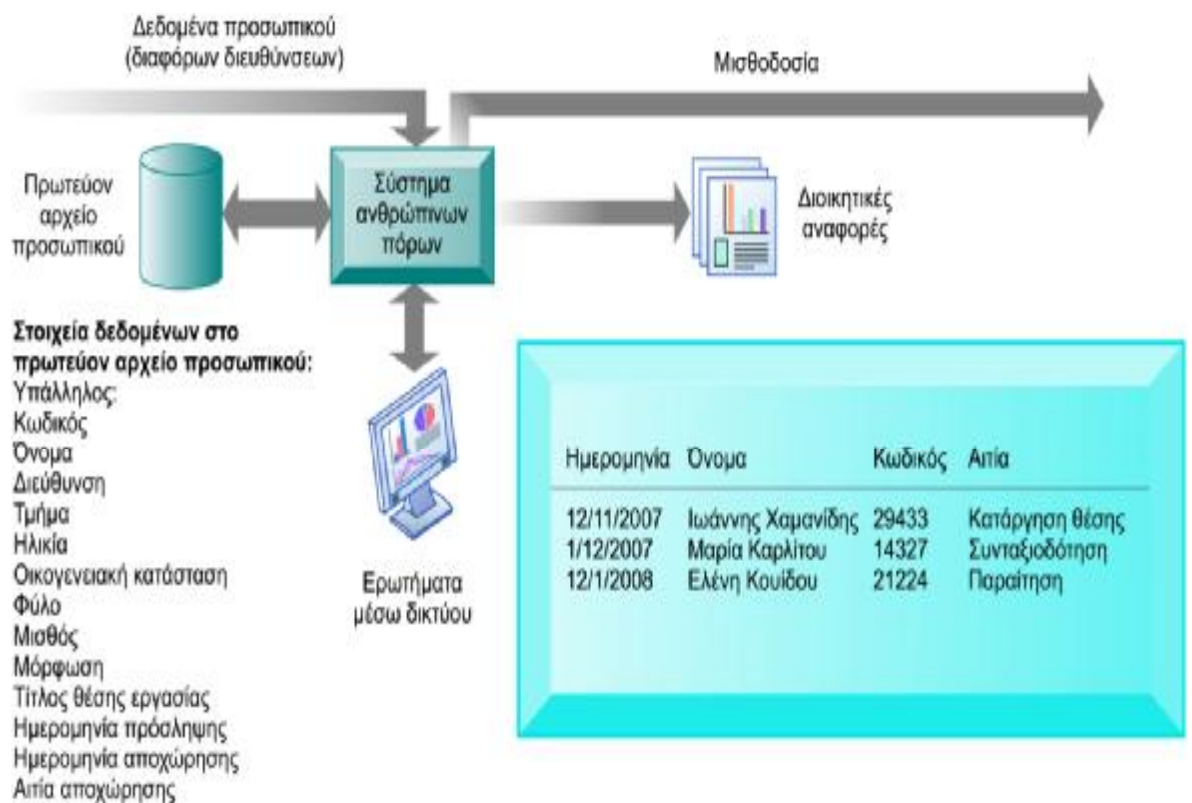 Δεδομένα προσωπικού
(διαφόρων διευθύνσεων)
Μισθοδοσία
Πρωτεύον
αρχείο
προσωπικού
Σύστημα
ανθρώπινων
πόρων
Διοικητικές
αναφορές
Στοιχεία δεδομένων στο
πρωτεύον αρχείο προσωπικού:
Υπάλληλος:
Κωδικός
Όνομα
Διεύθυνση
Τμήμα
Ηλικία
Οικογενειακή κατάσταση
Φύλο
Μισθός
Μόρφωση
Τίτλος θέσης εργασίας
Ημερομηνία πρόσληψης
Ημερομηνία αποχώρησης
Αιτία αποχώρησης
Ερωτήματα
μέσω δικτύου
Ημερομηνία Όνομα Κωδικός Αιτία
12/11/2007 Ιωάννης Χαμανίδης 29433 Κατάργηση θέσης
1/12/2007 Μαρία Καρλίτου 14327 Συνταξιοδότηση
12/1/2008 Ελένη Κουίδου 21224 Παραίτηση